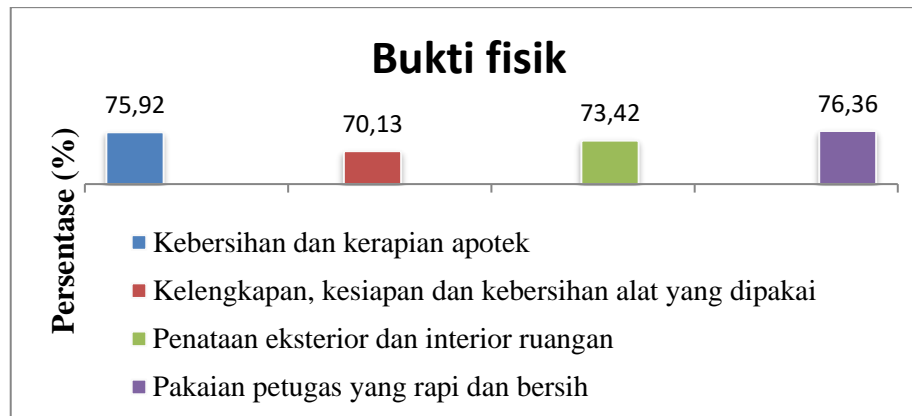 Bukti fisik
75,92
70,13
73,42
76,36
Persentase (%)
Kebersihan dan kerapian apotek
Kelengkapan, kesiapan dan kebersihan alat yang dipakai
Penataan eksterior dan interior ruangan
Pakaian petugas yang rapi dan bersih